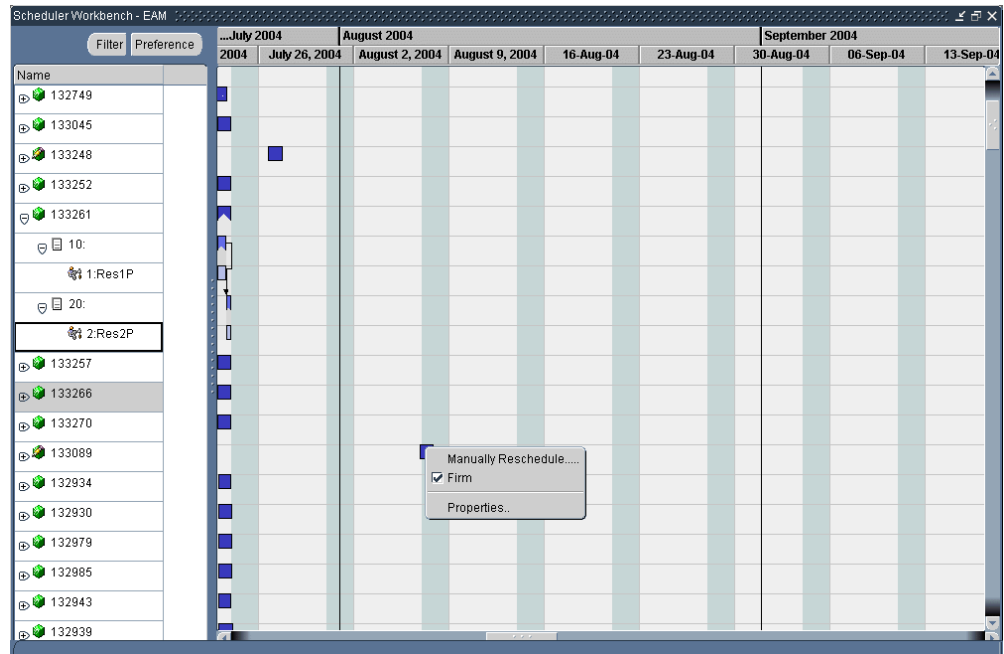 Scheduler Workbench - EAM
Filter Preference
...July 2004 August 2004 September 2004
2004 July 26, 2004 August 2, 2004 August 9, 2004 16-Aug-04 23-Aug-04 30-Aug-04 06-Sep-04 13-Sep-04
Name
132749
133045
133248
133252
133261
10:
1:Res1P
20:
2:Res2P
133257
133266
133270
133089
Manually Reschedule.....
Firm
132934
Properties..
132930
132979
132985
132943
132939